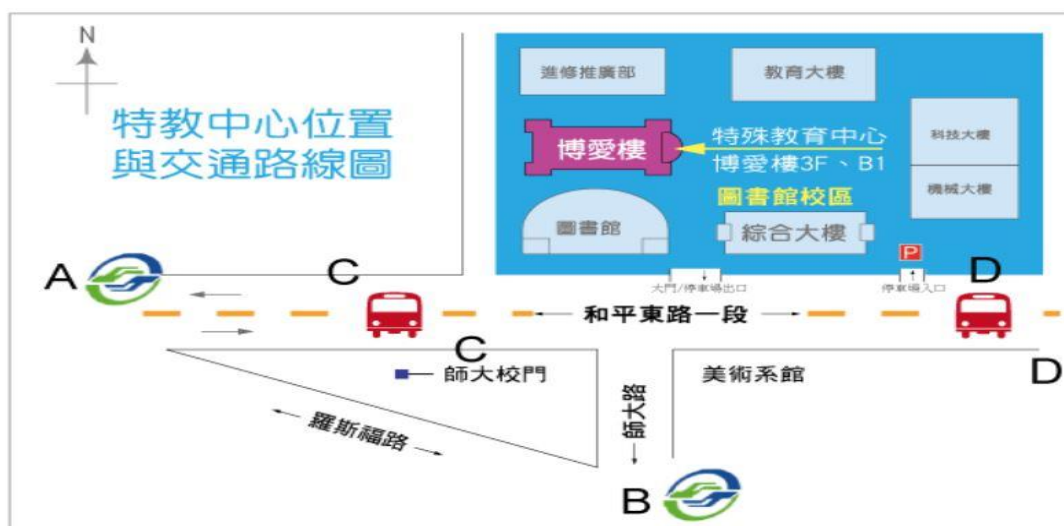 N
特教中心位置
與交通路線圖
進修推廣部
教育大樓
博愛樓
特殊教育中心
博愛樓3F、B1
科技大樓
機械大樓
圖書館校區
圖書館
綜合大樓
P
A
C
D
大門/停車場出口
停車場入口
和平東路一段
C
師大校門
美術系館
D
師大路
羅斯福路
B